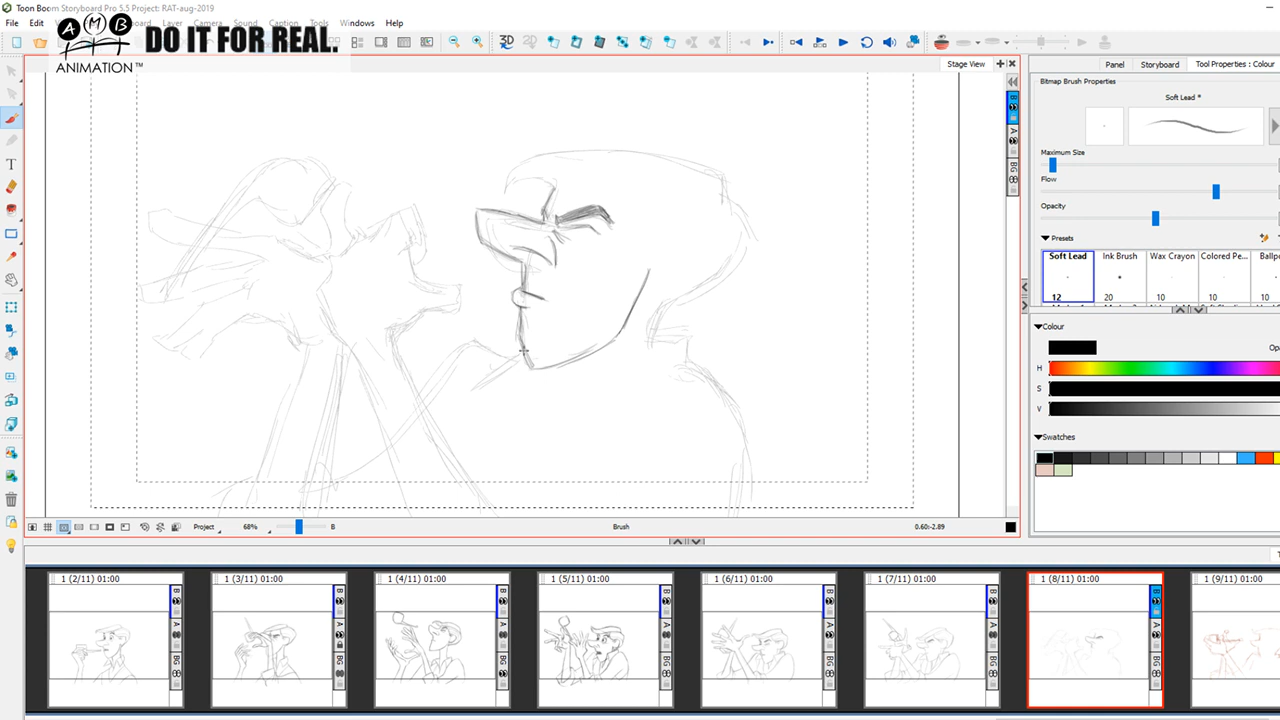 Toon Boom Storyboard Pro 5.5 Project: RAT-aug-2019
File Edit Layer Camera Sound Caption Tools Windows Help
AMB
ANIMATION™
DO IT FOR REAL.
3D
Stage View
Panel Storyboard Tool Properties : Colour
Bitmap Brush Properties
Soft Lead *
Maximum Size
Flow
Opacity
Presets
Soft Lead Ink Brush Wax Crayon Colored Pe... Ballp
12 20 10 10 10
Colour
H
S
V
Swatches
B
A
BG
T
Project 68% B Brush 0.60:-2.89
1 (2/11) 01:00
1 (3/11) 01:00
1 (4/11) 01:00
1 (5/11) 01:00
1 (6/11) 01:00
1 (7/11) 01:00
1 (8/11) 01:00
1 (9/11) 01:00